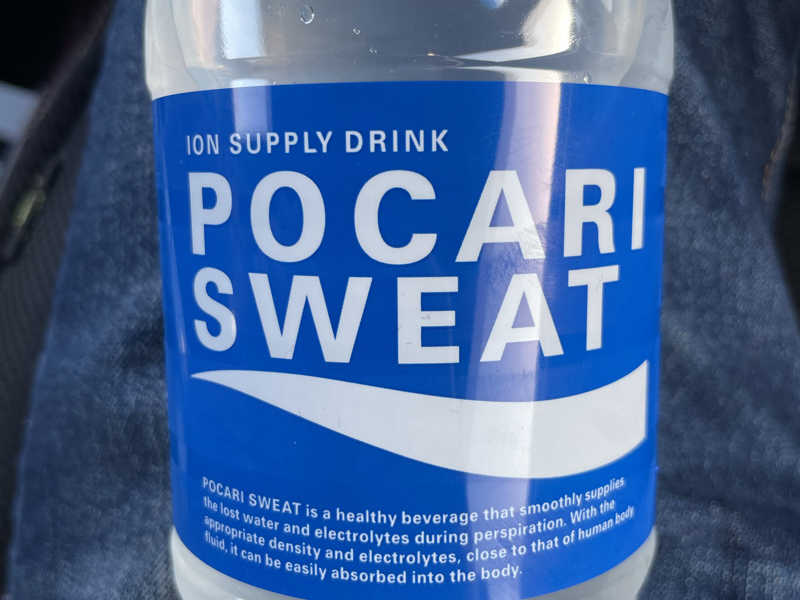 ION SUPPLY DRINK
POCARI
SWEAT
POCARI SWEAT is a healthy beverage that smoothly supplies
the lost water and electrolytes during perspiration. With the
appropriate density and electrolytes, close to that of human body
fluid, it can be easily absorbed into the body.